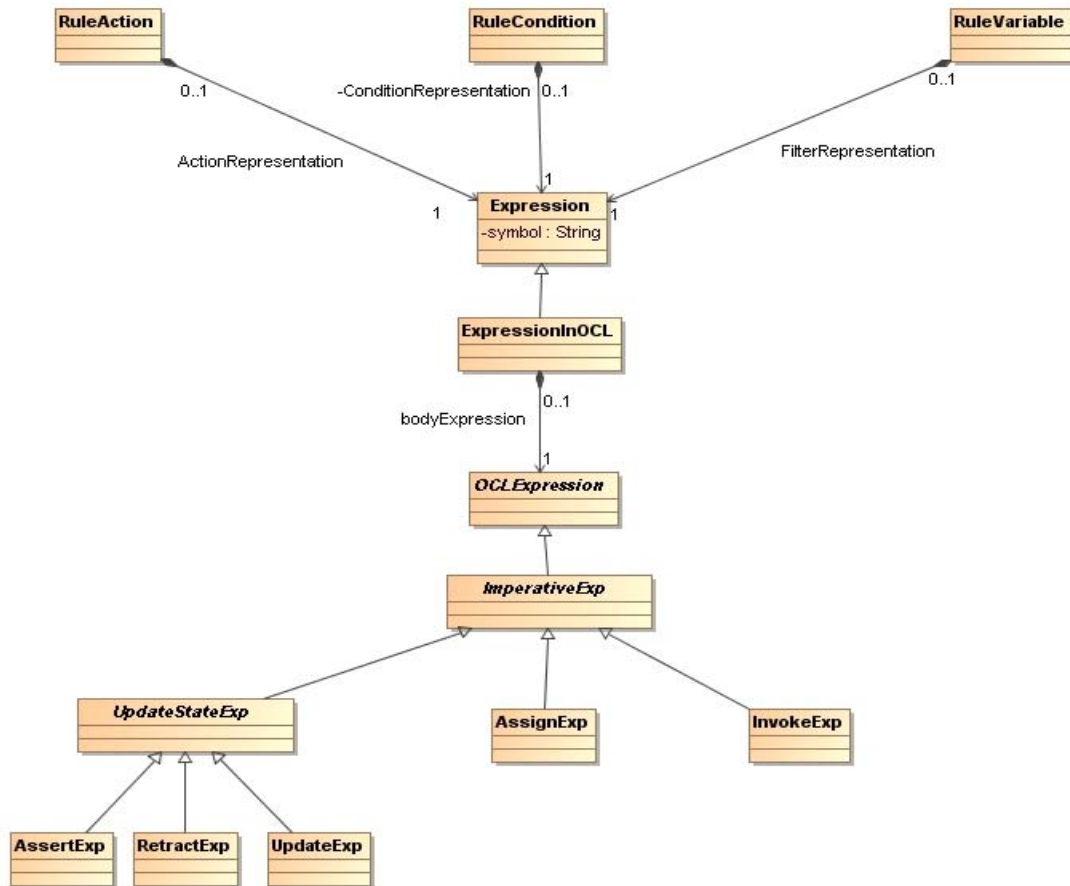 RuleAction
RuleCondition
RuleVariable
0..1
-ConditionRepresentation
0..1
0..1
ActionRepresentation
FilterRepresentation
1
1
1
Expression
-symbol : String
ExpressionInOCL
0..1
bodyExpression
1
OCLExpression
ImperativeExp
UpdateStateExp
AssignExp
InvokeExp
AssertExp
RetractExp
UpdateExp